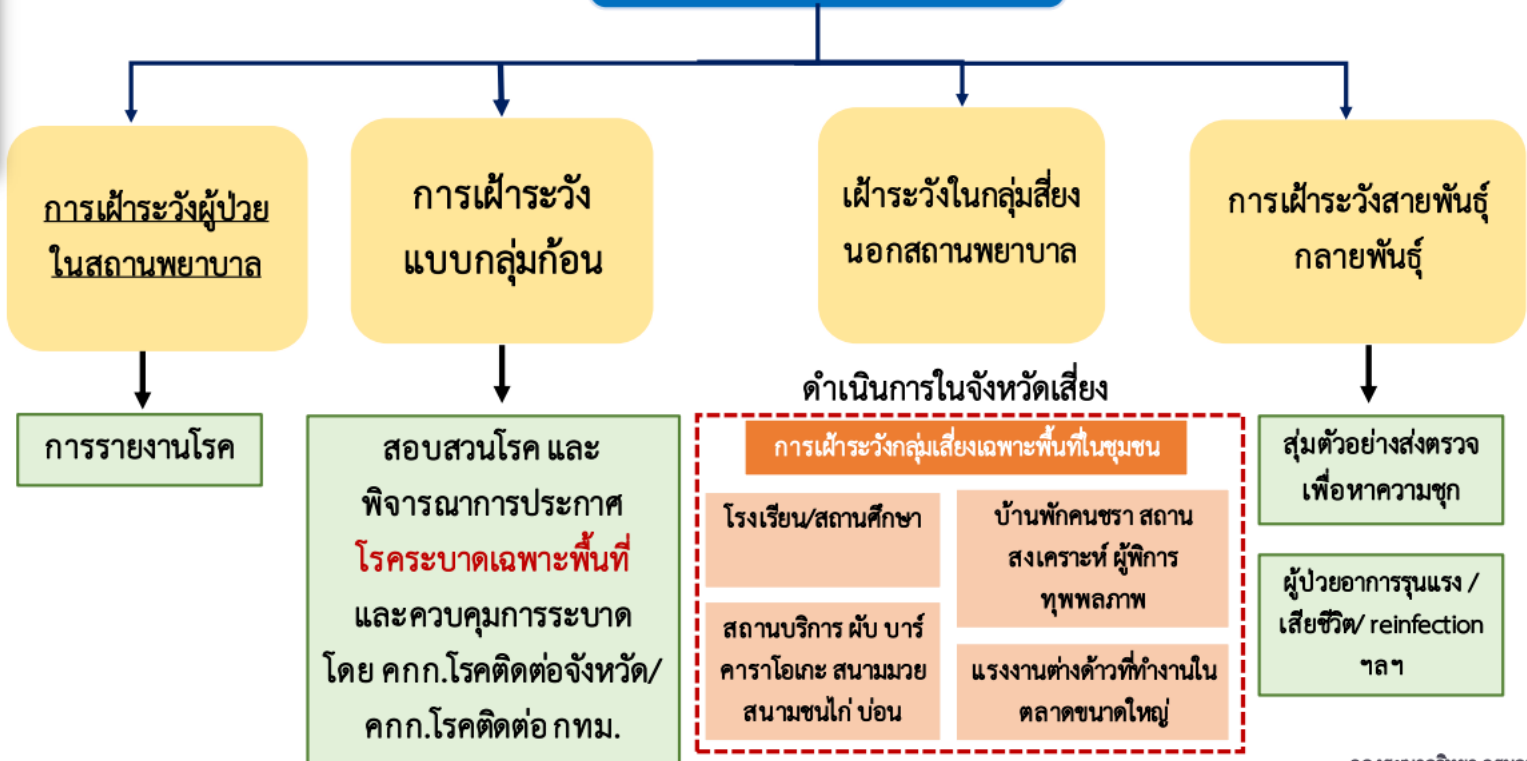 การเฝ้าระวังผู้ป่วย
ในสถานพยาบาล
การเฝ้าระวัง
แบบกลุ่มก้อน
เฝ้าระวังในกลุ่มสี่ยง
นอกสถานพยาบาล
การเฝ้าระวังสายพันธุ์
กลายพันธุ์
การรายงานโรค
สอบสวนโรค และ
พิจารณาการประกาศ
โรคระบาดเฉพาะพื้นที่
และควบคุมการระบาด
โดย คกก.โรคติดต่อจังหวัด/
คกก.โรคติดต่อ กทม.
ดำเนินการในจังหวัดเสี่ยง
การเฝ้าระวังกลุ่มเสี่ยงเฉพาะพื้นที่ในชุมชน
โรงเรียน/สถานศึกษา
บ้านพักคนชรา สถาน
สงเคราะห์ ผู้พิการ
ทุพพลภาพ
สถานบริการ ผับ บาร์
คาราโอเกะ สนามมวย
สนามชนไก่ บ่อน
แรงงานต่างด้าวที่ทำงานใน
ตลาดขนาดใหญ่
สุ่มตัวอย่างส่งตรวจ
เพื่อหาความชุก
ผู้ป่วยอาการรุนแรง /
เสียชีวิต/ reinfection
ฯลฯ